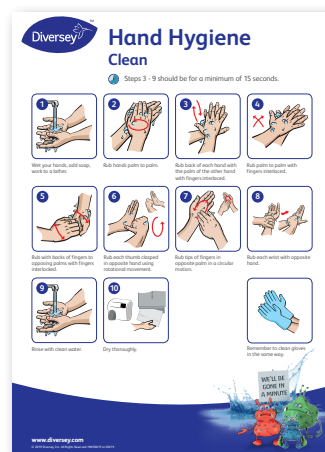 Diversey™
Hand Hygiene
Clean
Steps 3 - 9 should be for a minimum of 15 seconds.
1
2
3
4
Wet your hands, add soap,
work to a lather.
Rub hands palm to palm.
Rub back of each hand with
the palm of the other hand
with fingers interlaced.
Rub palm to palm with
fingers interlaced.
5
6
7
8
Rub with backs of fingers to
opposing palms with fingers
interlocked.
Rub each thumb clasped
in opposite hand using
rotational movement.
Rub tips of fingers in
opposite palm in a circular
motion.
Rub each wrist with opposite
hand.
9
10
Rinse with clean water.
Dry thoroughly.
Remember to clean gloves
in the same way.
WE'LL BE
GONE IN
A MINUTE
www.diversey.com